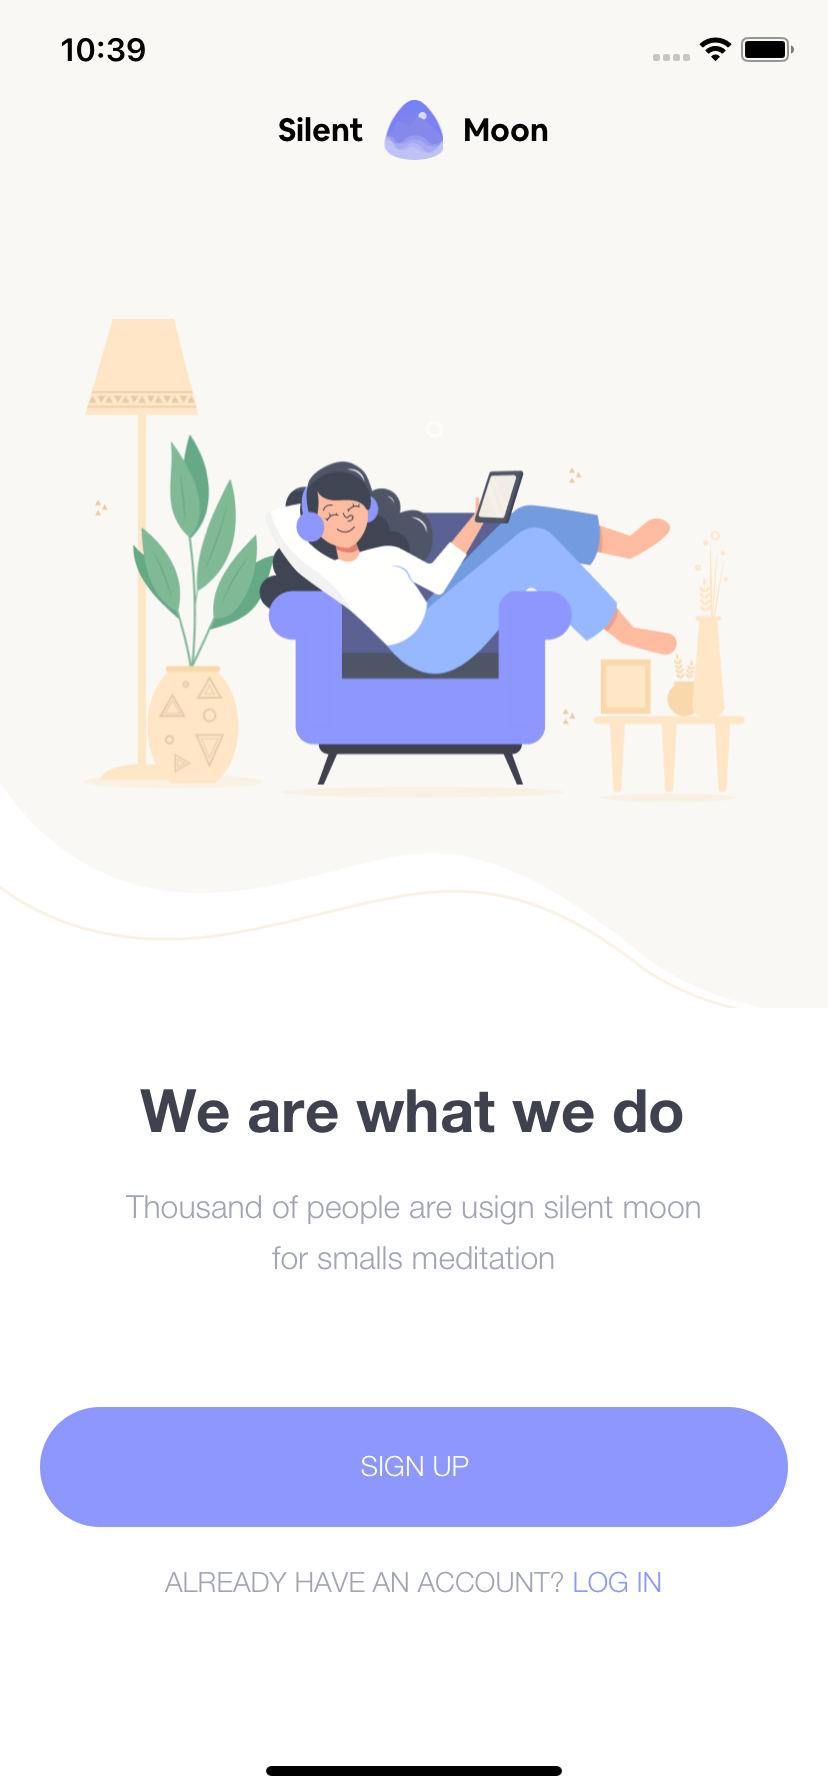 10:39
Silent Moon
We are what we do
Thousand of people are usign silent moon
for smalls meditation
SIGN UP
ALREADY HAVE AN ACCOUNT? LOG IN